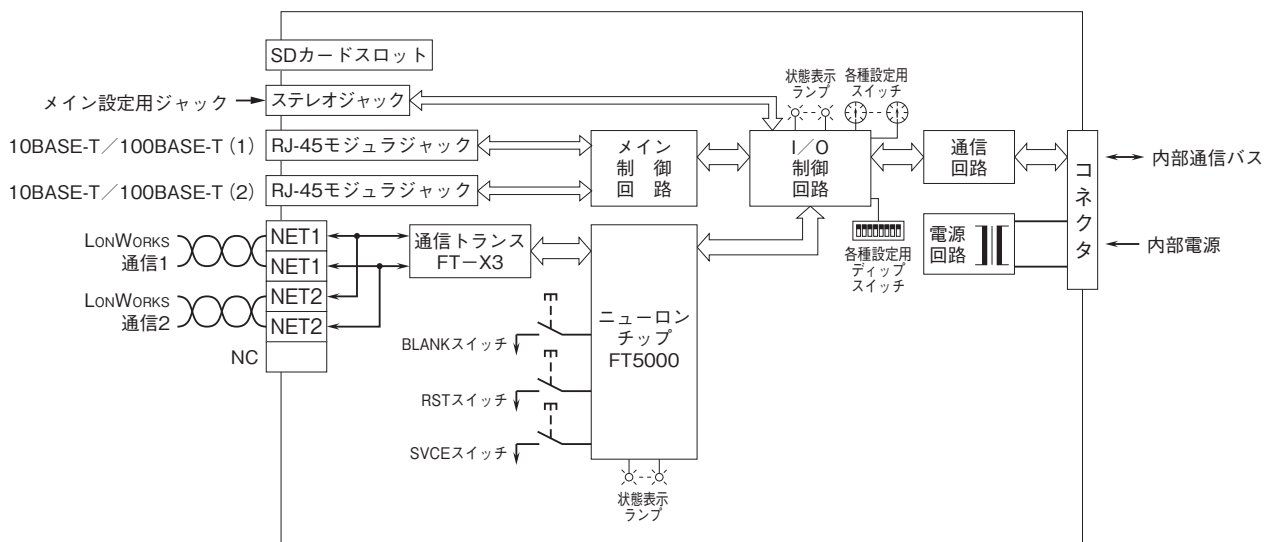 SDカードスロット
メイン設定用ジャック
ステレオジャック
10BASE-T／100BASE-T (1)
RJ-45モジュラジャック
10BASE-T／100BASE-T (2)
RJ-45モジュラジャック
メイン
制 御
回 路
状態表示
ランプ
各種設定用
スイッチ
I／O
制御
回路
通信
回路
コネクタ
内部通信バス
内部電源
電源
回路
各種設定用
ディップ
スイッチ
LONWORKS
通信1
NET1
NET1
LONWORKS
通信2
NET2
NET2
NC
通信トランス
FT－X3
ニューロン
チップ
FT5000
BLANKスイッチ
RSTスイッチ
SVCEスイッチ
状態表示
ランプ